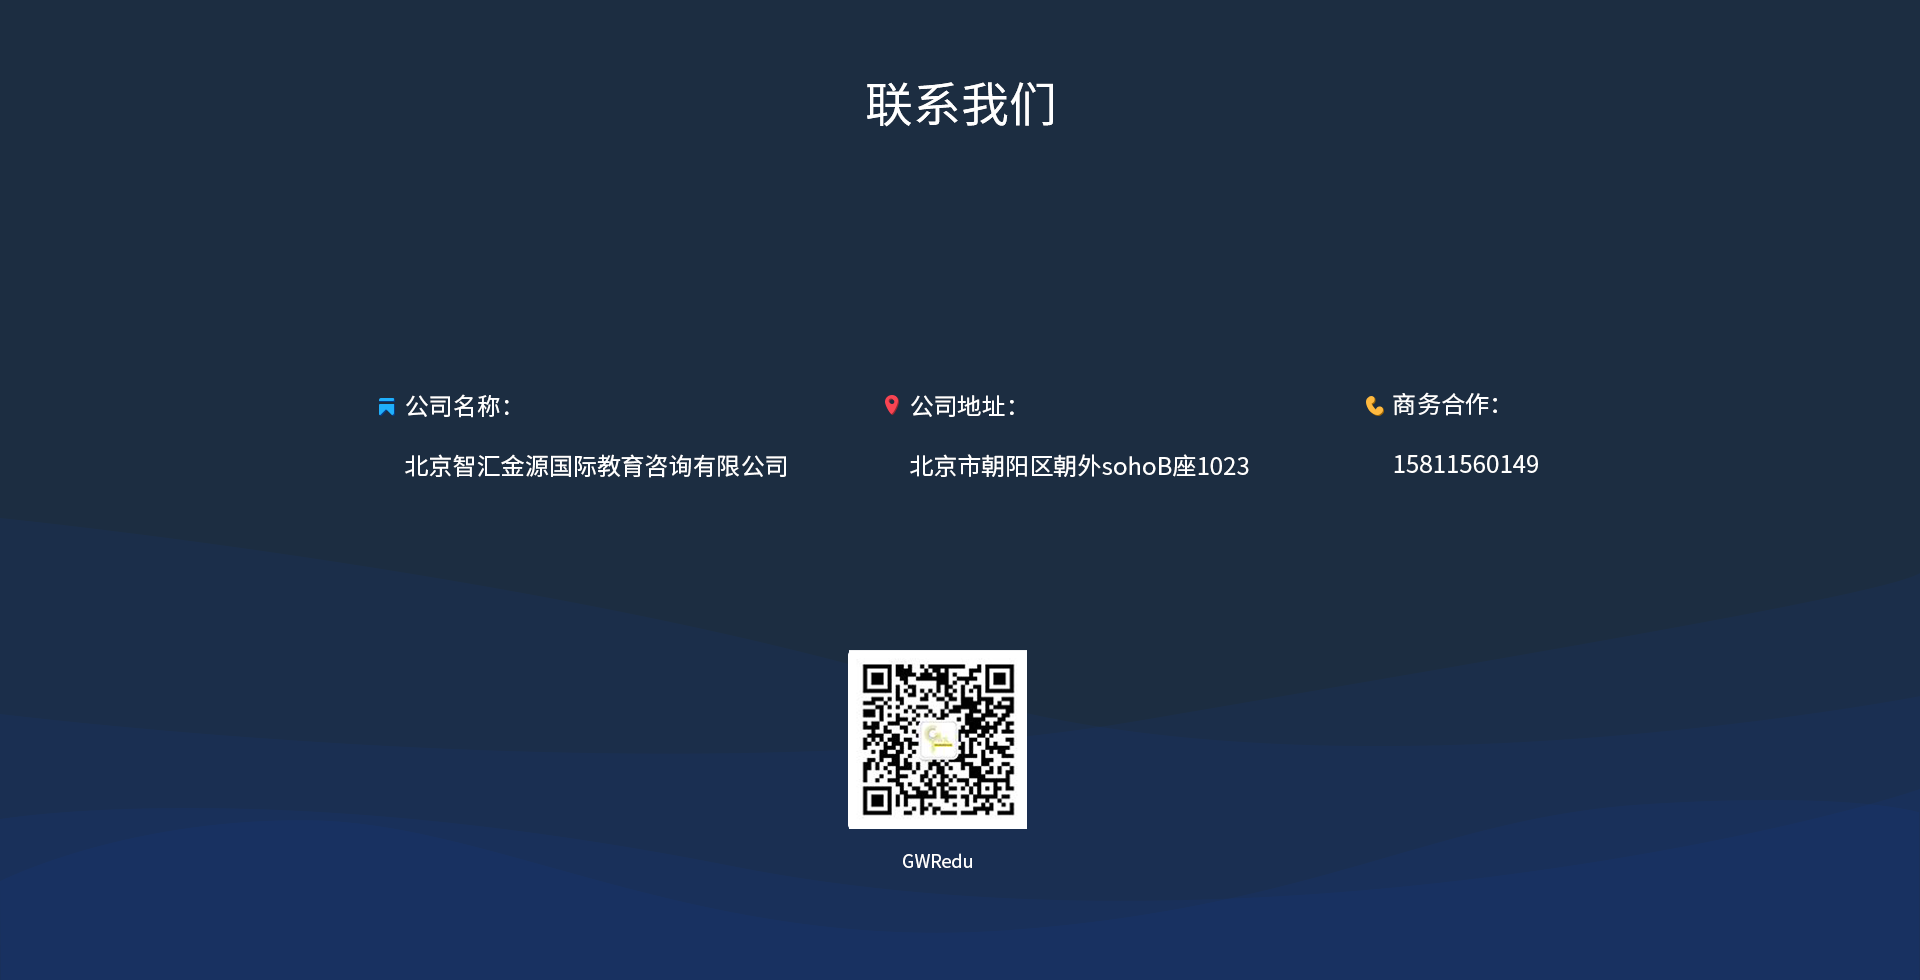 联系我们
公司名称：
北京智汇金源国际教育咨询有限公司
公司地址：
北京市朝阳区朝外sohoB座1023
商务合作：
15811560149
GWRedu